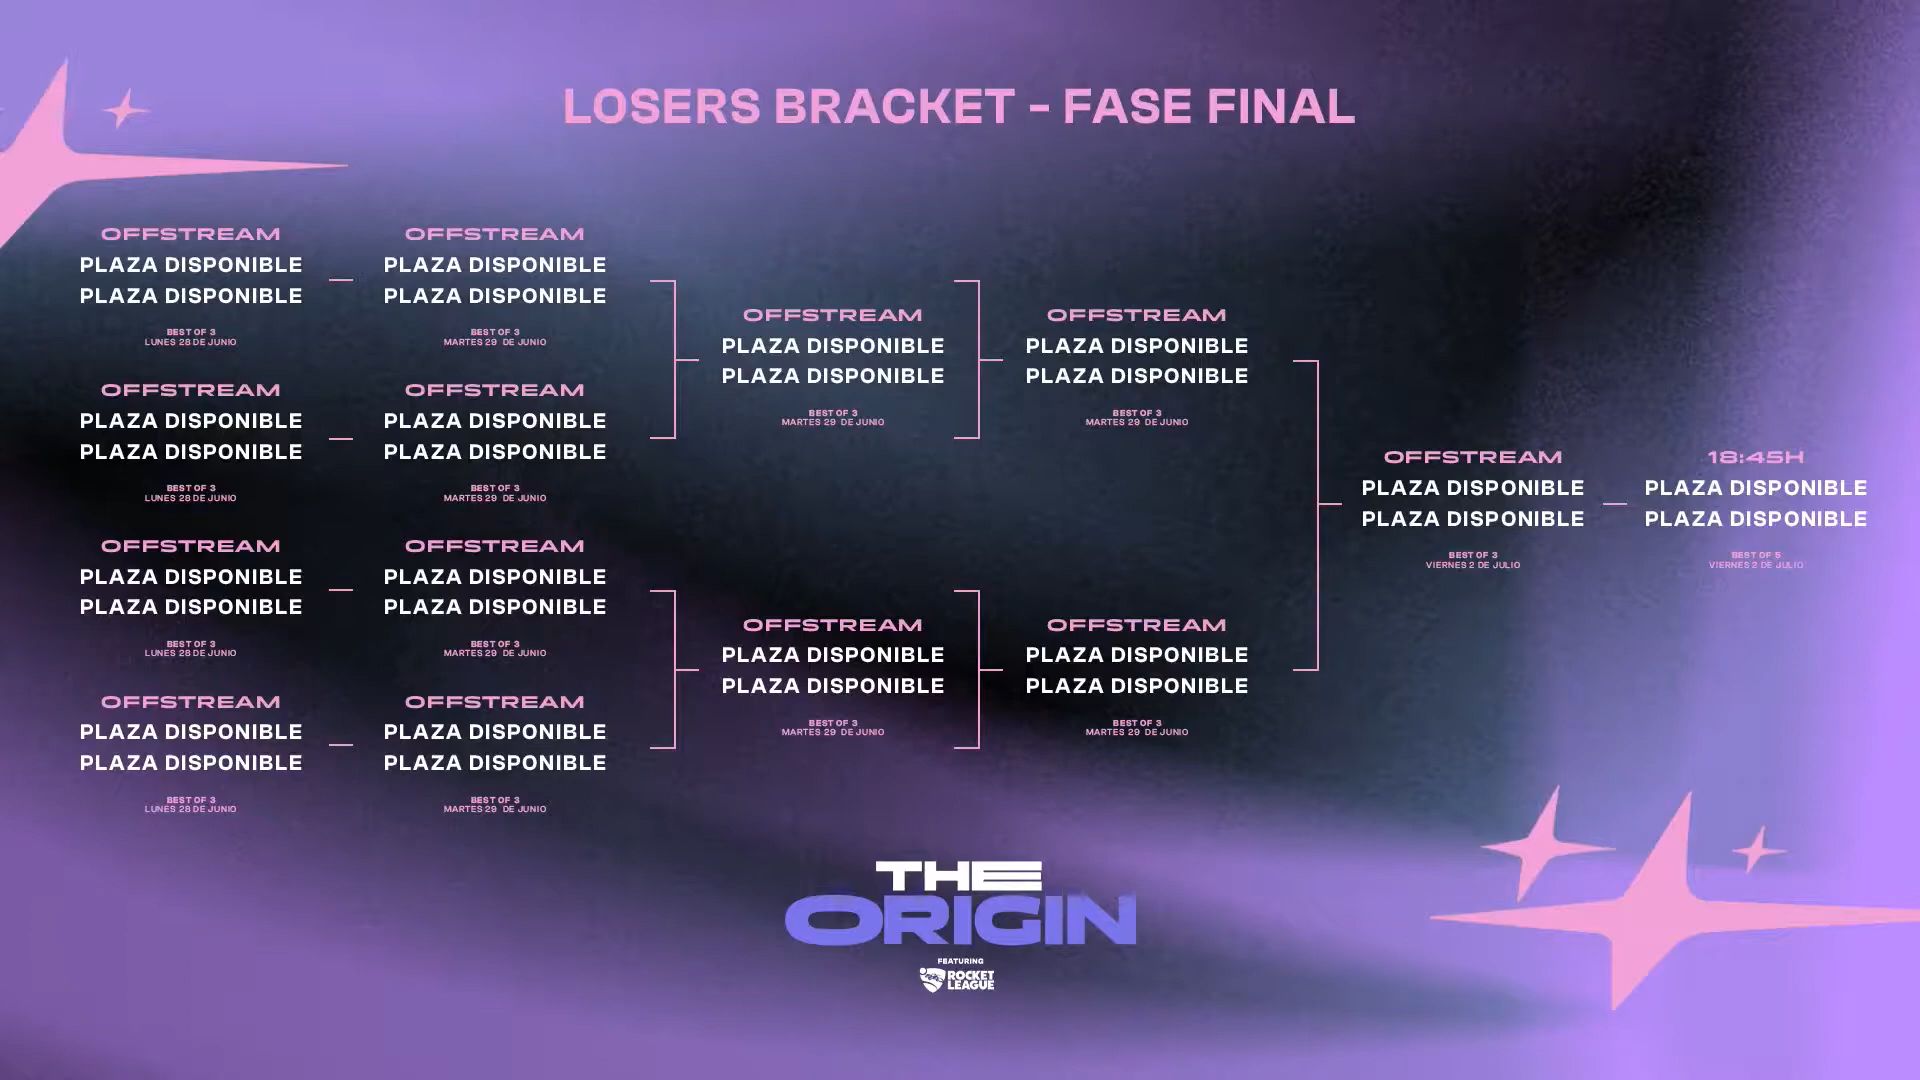 LOSERS BRACKET - FASE FINAL
OFFSTREAM
PLAZA DISPONIBLE
PLAZA DISPONIBLE
BEST OF 3
LUNES 28 DE JUNIO
OFFSTREAM
PLAZA DISPONIBLE
PLAZA DISPONIBLE
BEST OF 3
LUNES 28 DE JUNIO
OFFSTREAM
PLAZA DISPONIBLE
PLAZA DISPONIBLE
BEST OF 3
LUNES 28 DE JUNIO
OFFSTREAM
PLAZA DISPONIBLE
PLAZA DISPONIBLE
BEST OF 3
LUNES 28 DE JUNIO
OFFSTREAM
PLAZA DISPONIBLE
PLAZA DISPONIBLE
BEST OF 3
MARTES 29 DE JUNIO
OFFSTREAM
PLAZA DISPONIBLE
PLAZA DISPONIBLE
BEST OF 3
MARTES 29 DE JUNIO
OFFSTREAM
PLAZA DISPONIBLE
PLAZA DISPONIBLE
BEST OF 3
MARTES 29 DE JUNIO
OFFSTREAM
PLAZA DISPONIBLE
PLAZA DISPONIBLE
BEST OF 3
MARTES 29 DE JUNIO
OFFSTREAM
PLAZA DISPONIBLE
PLAZA DISPONIBLE
BEST OF 3
MARTES 29 DE JUNIO
OFFSTREAM
PLAZA DISPONIBLE
PLAZA DISPONIBLE
BEST OF 3
MARTES 29 DE JUNIO
OFFSTREAM
PLAZA DISPONIBLE
PLAZA DISPONIBLE
BEST OF 3
MARTES 29 DE JUNIO
OFFSTREAM
PLAZA DISPONIBLE
PLAZA DISPONIBLE
BEST OF 3
MARTES 29 DE JUNIO
OFFSTREAM
PLAZA DISPONIBLE
PLAZA DISPONIBLE
BEST OF 3
VIERNES 2 DE JULIO
18:45H
PLAZA DISPONIBLE
PLAZA DISPONIBLE
BEST OF 5
VIERNES 2 DE JULIO
THE
ORIGIN
FEATURING
ROCKET
LEAGUE